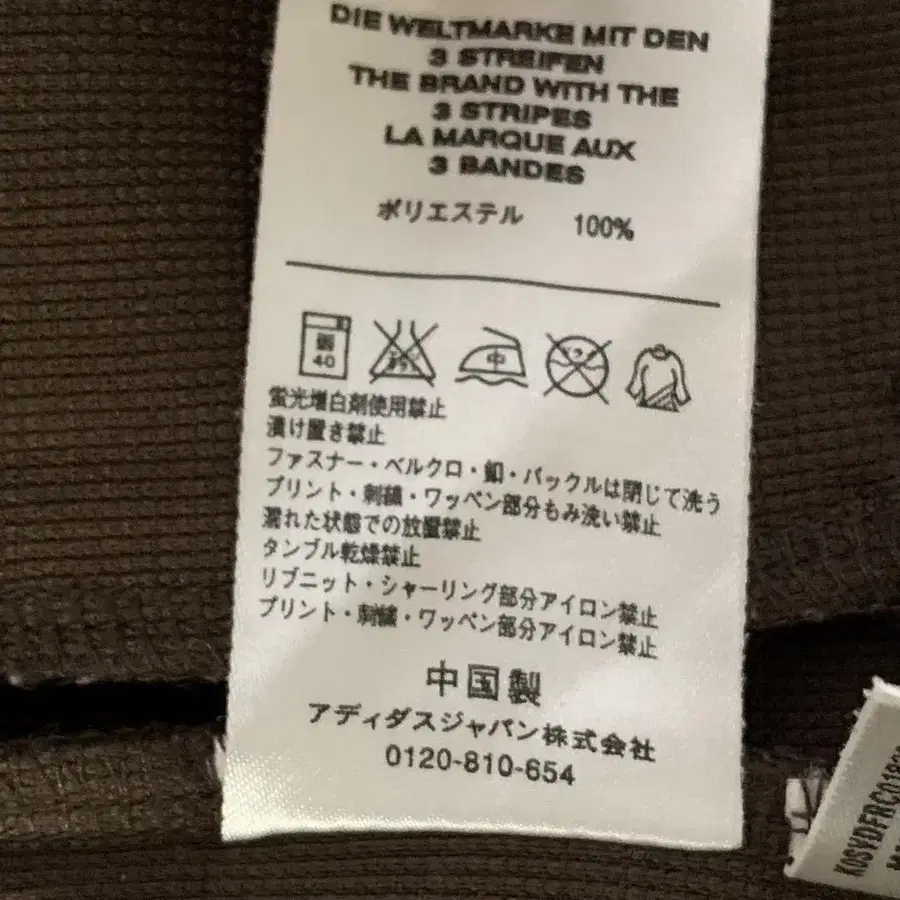 DIE WELTMARKE MIT DEN
3 STREIFEN
THE BRAND WITH THE
3 STRIPES
LA MARQUE AUX
3 BANDES
ポリエステル 100%
弱
40
中
蛍光増白剤使用禁止
漬け置き禁止
ファスナー・ベルクロ・釦・バックルは閉じて洗う
プリント・刺繍・ワッペン部分もみ洗い禁止
濡れた状態での放置禁止
タンブル乾燥禁止
リブニット・シャーリング部分アイロン禁止
プリント・刺繍・ワッペン部分アイロン禁止
中国製
アディダスジャパン株式会社
0120-810-654